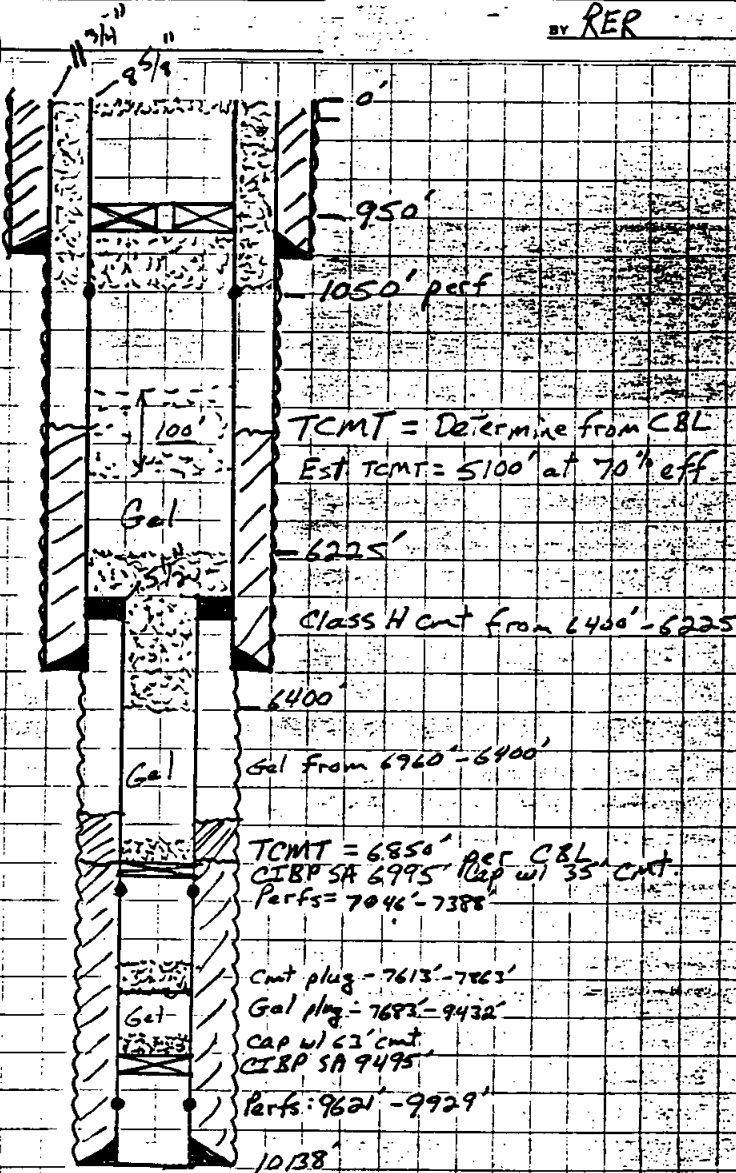 BY RER
11 3/4"
8 5/8"
0'
950'
1050' perf
TCMT = Determine from CBL
100'
Est TCMT = 5100' at 70% eff.
Gel
6225'
5 1/2"
Class H cmt from 6400'-6225
6400'
Gel
Gel from 6960'-6400'
TCMT = 6850' per CBL
CIBP SA 6995' Cap w/ 35' cmt.
Perfs = 7046'-7388'
Cmt plug - 7613'-7863'
Gel
Gel plug - 7683'-9432'
Cap w/ 63' cmt
CIBP SA 9495'
Perfs: 9621'-9929'
10138'